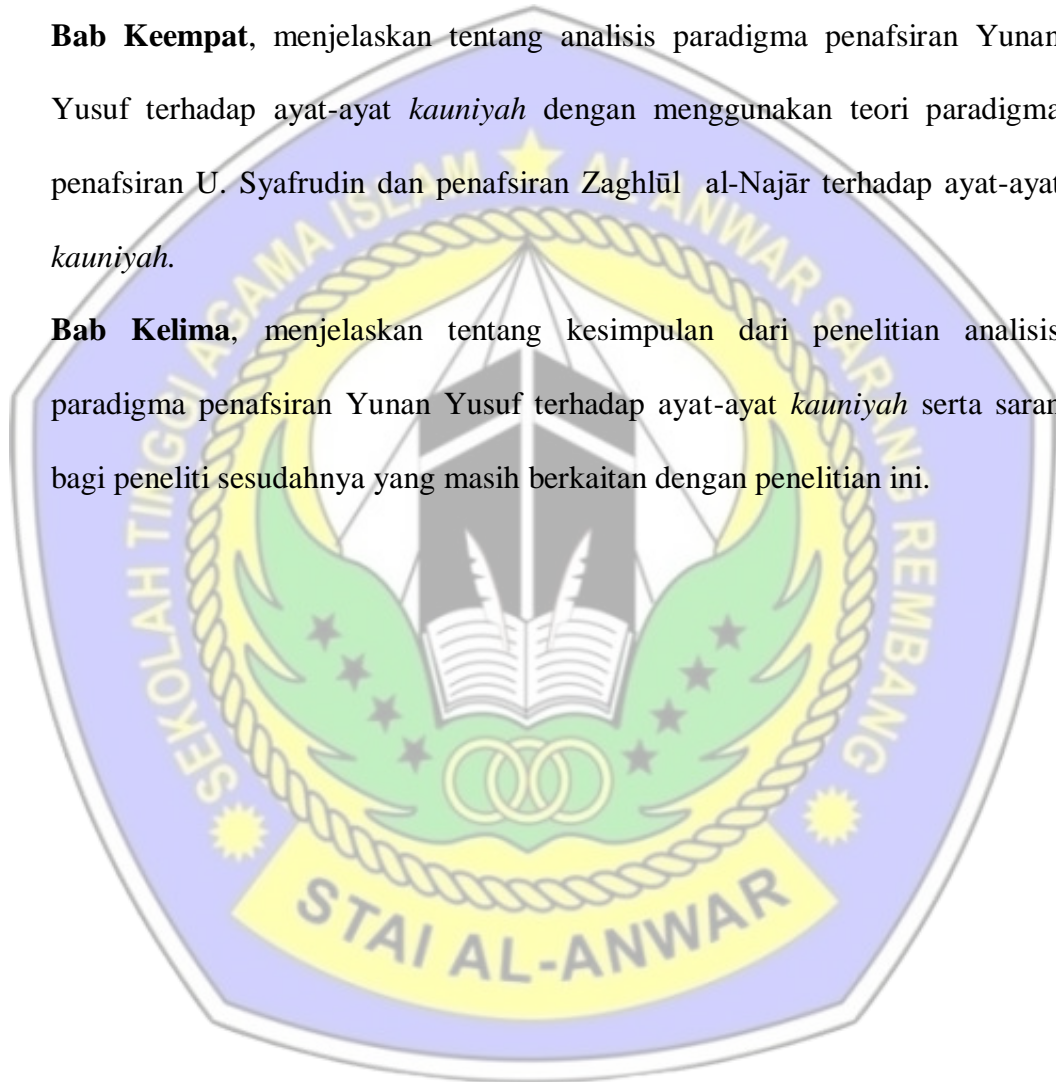 Bab Keempat, menjelaskan tentang analisis paradigma penafsiran Yunan
Yusuf terhadap ayat-ayat kauniyah dengan menggunakan teori paradigma
penafsiran U. Syafrudin dan penafsiran Zaghlūl al-Najār terhadap ayat-ayat
kauniyah.
Bab Kelima, menjelaskan tentang kesimpulan dari penelitian analisis
paradigma penafsiran Yunan Yusuf terhadap ayat-ayat kauniyah serta saran
bagi peneliti sesudahnya yang masih berkaitan dengan penelitian ini.
SEKOLAH TINGGI AGAMA ISLAM ★ AL ANWAR SARANG REMBANG
STAI AL-ANWAR